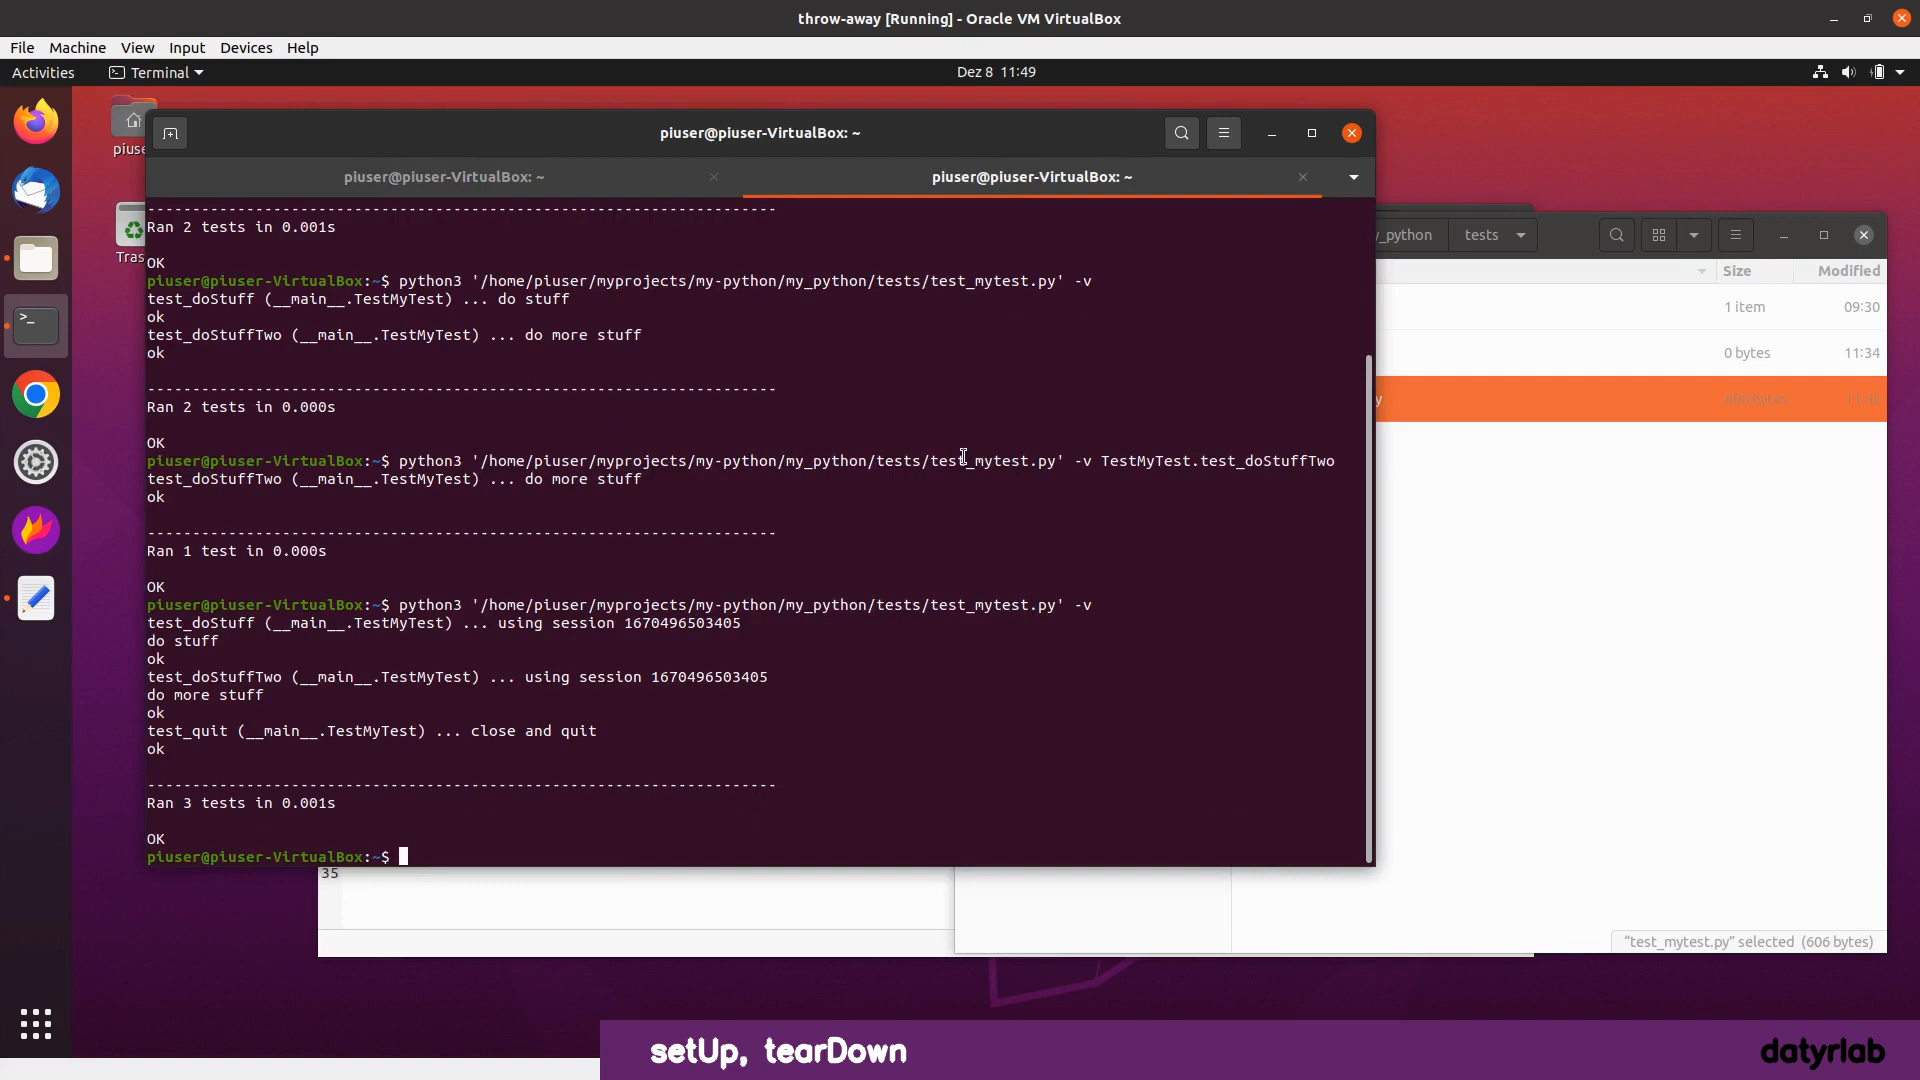 throw-away [Running] - Oracle VM VirtualBox
File Machine View Input Devices Help
Activities Terminal Dez 8 11:49
piuser@piuser-VirtualBox: ~
piuser@piuser-VirtualBox: ~ piuser@piuser-VirtualBox: ~
----------------------------------------------------------------------
Ran 2 tests in 0.001s
OK
piuser@piuser-VirtualBox:~$ python3 '/home/piuser/myprojects/my-python/my_python/tests/test_mytest.py' -v
test_doStuff (__main__.TestMyTest) ... do stuff
ok
test_doStuffTwo (__main__.TestMyTest) ... do more stuff
ok
----------------------------------------------------------------------
Ran 2 tests in 0.000s
OK
piuser@piuser-VirtualBox:~$ python3 '/home/piuser/myprojects/my-python/my_python/tests/test_mytest.py' -v TestMyTest.test_doStuffTwo
test_doStuffTwo (__main__.TestMyTest) ... do more stuff
ok
----------------------------------------------------------------------
Ran 1 test in 0.000s
OK
piuser@piuser-VirtualBox:~$ python3 '/home/piuser/myprojects/my-python/my_python/tests/test_mytest.py' -v
test_doStuff (__main__.TestMyTest) ... using session 1670496503405
do stuff
ok
test_doStuffTwo (__main__.TestMyTest) ... using session 1670496503405
do more stuff
ok
test_quit (__main__.TestMyTest) ... close and quit
ok
----------------------------------------------------------------------
Ran 3 tests in 0.001s
OK
piuser@piuser-VirtualBox:~$
y_python tests
Size Modified
1 item 09:30
0 bytes 11:34
y 606 bytes
35
"test_mytest.py" selected (606 bytes)
setUp, tearDown
datyrlab